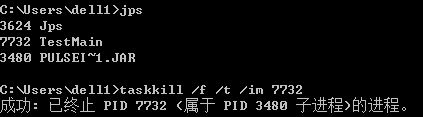 C:\Users\dell1>jps
3624 Jps
7732 TestMain
3480 PULSEI~1.JAR
C:\Users\dell1>taskkill /f /t /im 7732
成功: 已终止 PID 7732 (属于 PID 3480 子进程)的进程。